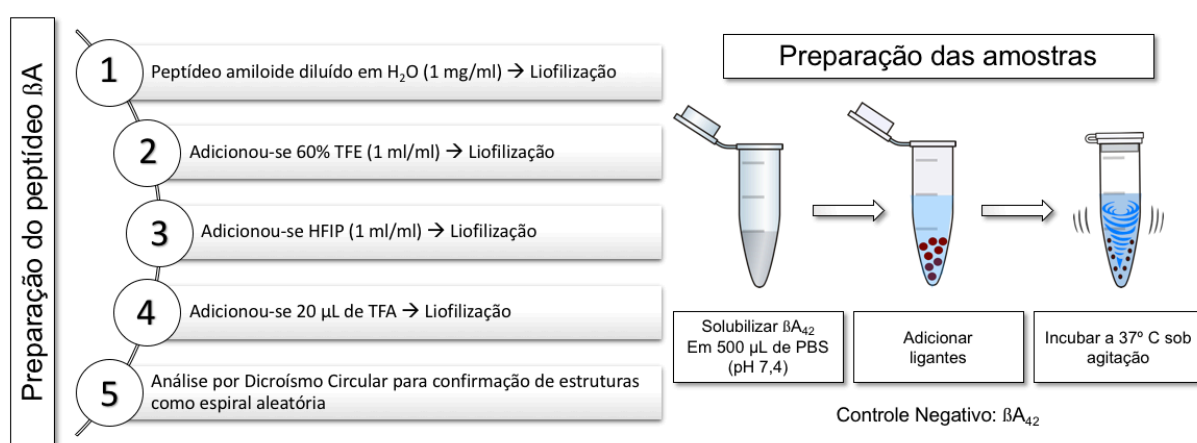 Preparação do peptídeo ßA
1
Peptídeo amiloide diluído em H₂O (1 mg/ml) → Liofilização
2
Adicionou-se 60% TFE (1 ml/ml) → Liofilização
3
Adicionou-se HFIP (1 ml/ml) → Liofilização
4
Adicionou-se 20 µL de TFA → Liofilização
5
Análise por Dicroísmo Circular para confirmação de estruturas
como espiral aleatória
Preparação das amostras
Solubilizar ßA₄₂
Em 500 µL de PBS
(pH 7,4)
Adicionar
ligantes
Incubar a 37º C sob
agitação
Controle Negativo: ßA₄₂